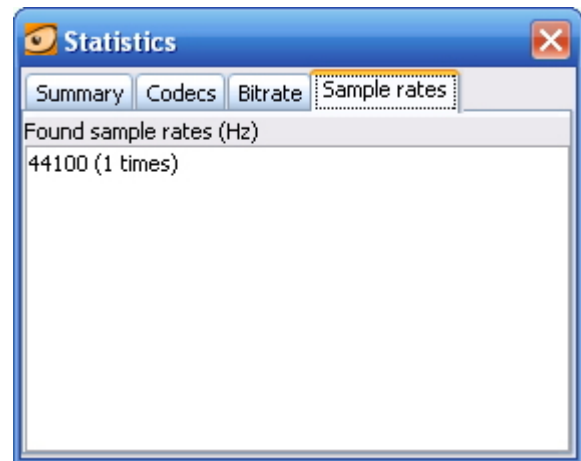 Statistics
Summary Codecs Bitrate Sample rates
Found sample rates (Hz)
44100 (1 times)